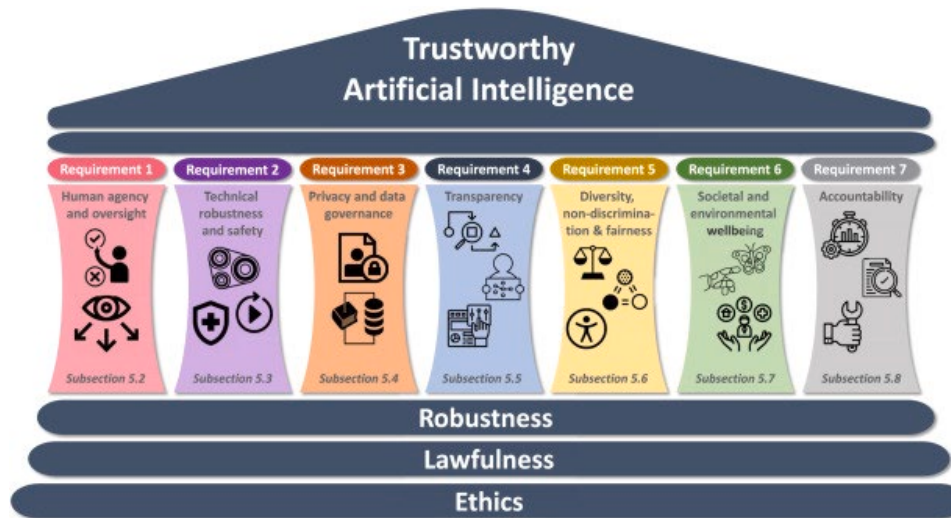 Trustworthy
Artificial Intelligence
Requirement 1
Requirement 2
Requirement 3
Requirement 4
Requirement 5
Requirement 6
Requirement 7
Human agency
and oversight
Technical
robustness
and safety
Privacy and data
governance
Transparency
Diversity,
non-discrimina-
tion & fairness
Societal and
environmental
wellbeing
Accountability
Subsection 5.2
Subsection 5.3
Subsection 5.4
Subsection 5.5
Subsection 5.6
Subsection 5.7
Subsection 5.8
Robustness
Lawfulness
Ethics